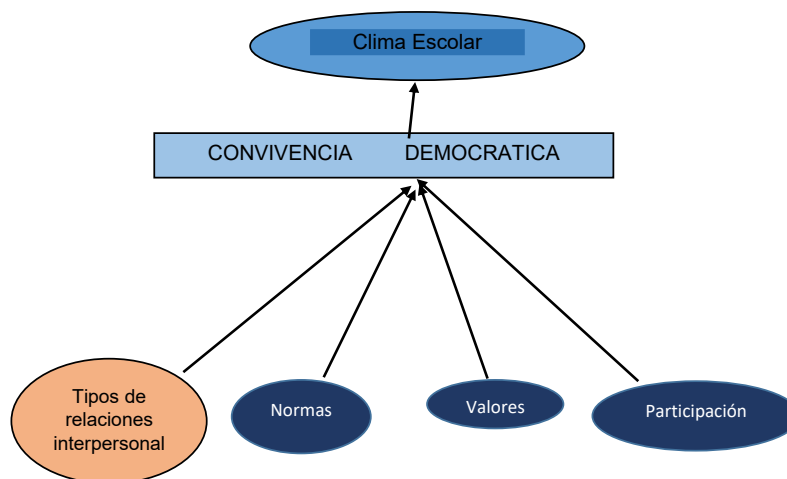 Clima Escolar
CONVIVENCIA DEMOCRATICA
Tipos de
relaciones
interpersonal
Normas
Valores
Participación